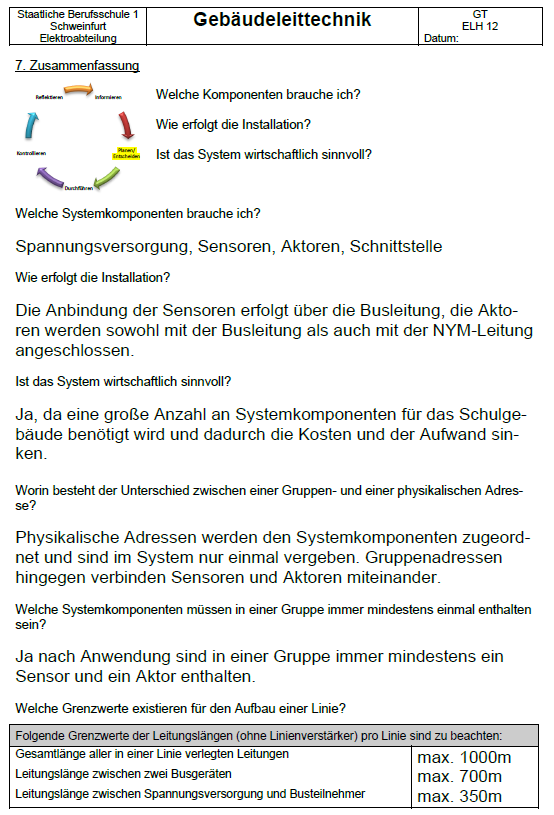 Staatliche Berufsschule 1
Schweinfurt
Elektroabteilung
Gebäudeleittechnik
GT
ELH 12
Datum:
7. Zusammenfassung
Reflektieren
Informieren
Kontrollieren
Planen/
Entscheiden
Durchführen
Welche Komponenten brauche ich?
Wie erfolgt die Installation?
Ist das System wirtschaftlich sinnvoll?
Welche Systemkomponenten brauche ich?
Spannungsversorgung, Sensoren, Aktoren, Schnittstelle
Wie erfolgt die Installation?
Die Anbindung der Sensoren erfolgt über die Busleitung, die Akto-
ren werden sowohl mit der Busleitung als auch mit der NYM-Leitung
angeschlossen.
Ist das System wirtschaftlich sinnvoll?
Ja, da eine große Anzahl an Systemkomponenten für das Schulge-
bäude benötigt wird und dadurch die Kosten und der Aufwand sin-
ken.
Worin besteht der Unterschied zwischen einer Gruppen- und einer physikalischen Adres-
se?
Physikalische Adressen werden den Systemkomponenten zugeord-
net und sind im System nur einmal vergeben. Gruppenadressen
hingegen verbinden Sensoren und Aktoren miteinander.
Welche Systemkomponenten müssen in einer Gruppe immer mindestens einmal enthalten
sein?
Ja nach Anwendung sind in einer Gruppe immer mindestens ein
Sensor und ein Aktor enthalten.
Welche Grenzwerte existieren für den Aufbau einer Linie?
Folgende Grenzwerte der Leitungslängen (ohne Linienverstärker) pro Linie sind zu beachten:
Gesamtlänge aller in einer Linie verlegten Leitungen max. 1000m
Leitungslänge zwischen zwei Busgeräten max. 700m
Leitungslänge zwischen Spannungsversorgung und Busteilnehmer max. 350m